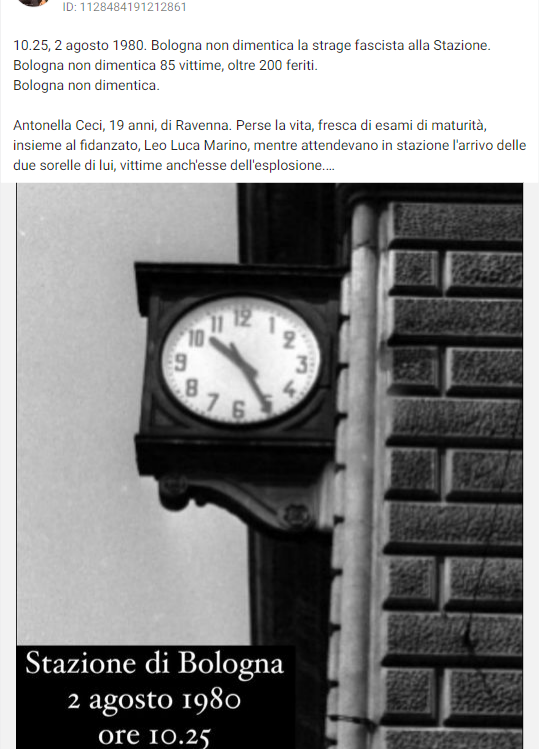 ID: 1128484191212861
10.25, 2 agosto 1980. Bologna non dimentica la strage fascista alla Stazione.
Bologna non dimentica 85 vittime, oltre 200 feriti.
Bologna non dimentica.
Antonella Ceci, 19 anni, di Ravenna. Perse la vita, fresca di esami di maturità,
insieme al fidanzato, Leo Luca Marino, mentre attendevano in stazione l'arrivo delle
due sorelle di lui, vittime anch'esse dell'esplosione....
11 12 1
10 2
9 3
8 4
7 6 5
Stazione di Bologna
2 agosto 1980
ore 10.25